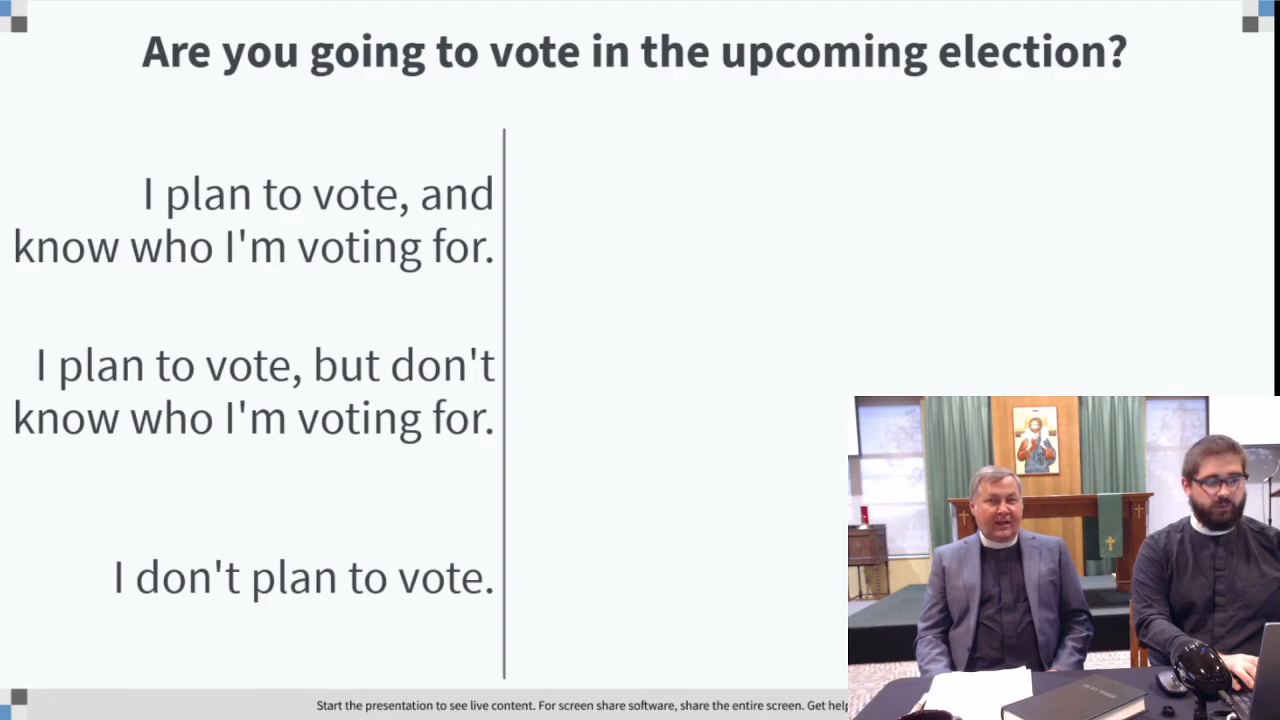 Are you going to vote in the upcoming election?
I plan to vote, and
know who I'm voting for.
I plan to vote, but don't
know who I'm voting for.
I don't plan to vote.
Start the presentation to see live content. For screen share software, share the entire screen. Get help
HOLY BIBLE